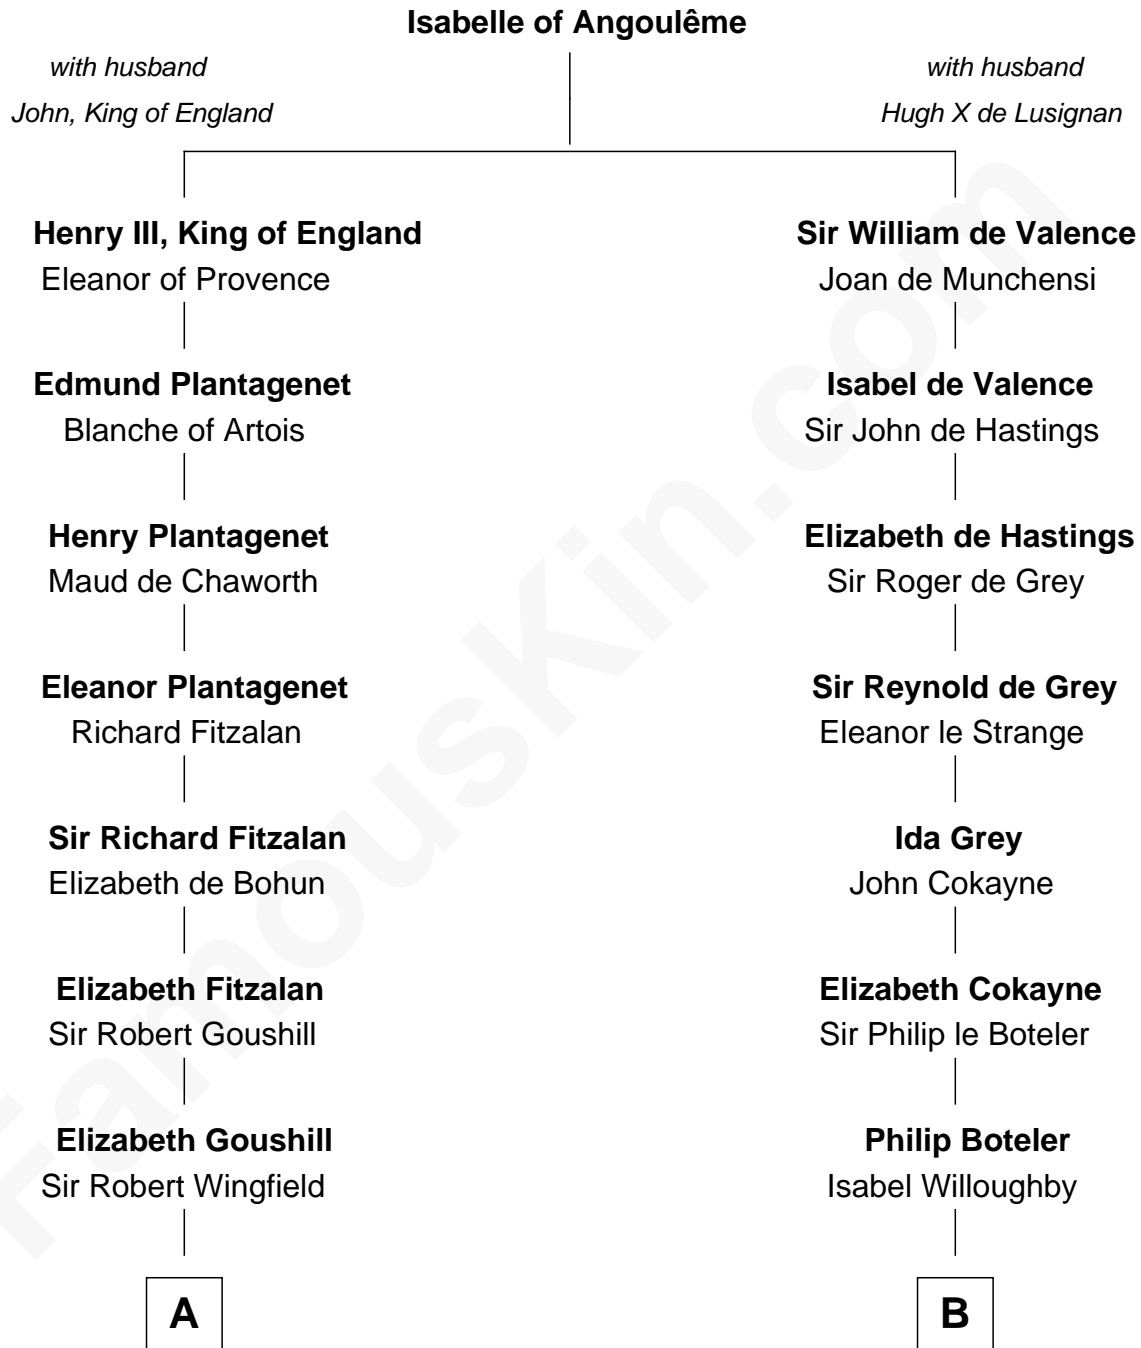 Isabelle of Angoulême
with husband
John, King of England
with husband
Hugh X de Lusignan
Henry III, King of England
Eleanor of Provence
Sir William de Valence
Joan de Munchensi
Edmund Plantagenet
Blanche of Artois
Isabel de Valence
Sir John de Hastings
Henry Plantagenet
Maud de Chaworth
Elizabeth de Hastings
Sir Roger de Grey
Eleanor Plantagenet
Richard Fitzalan
Sir Reynold de Grey
Eleanor le Strange
Sir Richard Fitzalan
Elizabeth de Bohun
Ida Grey
John Cokayne
Elizabeth Fitzalan
Sir Robert Goushill
Elizabeth Cokayne
Sir Philip le Boteler
Elizabeth Goushill
Sir Robert Wingfield
Philip Boteler
Isabel Willoughby
A
B
FamousKin.com